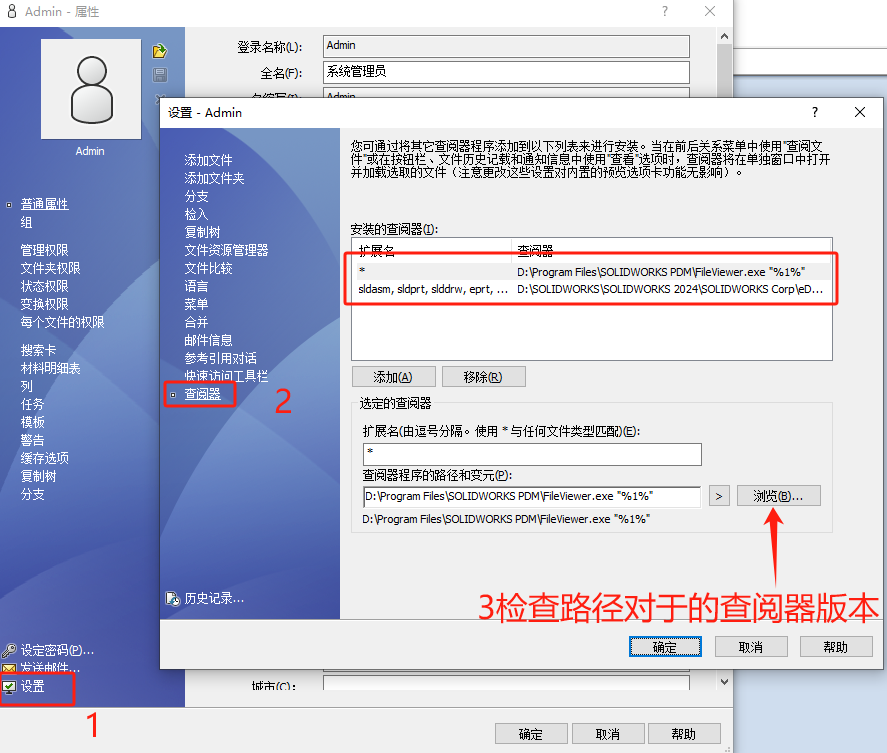 Admin - 属性
?
登录名称(L):
Admin
全名(F):
系统管理员
Admin
Admin
普通属性
组
管理权限
文件夹权限
状态权限
变换权限
每个文件的权限
搜索卡
材料明细表
列
任务
模板
警告
缓存选项
复制树
分支
设定密码(P)...
发送邮件...
设置
1
城市(C):
确定
取消
帮助
设置 - Admin
?
添加文件
添加文件夹
分支
检入
复制树
文件资源管理器
文件比较
语言
菜单
合并
邮件信息
参考引用对话
快速访问工具栏
查阅器
2
历史记录...
您可通过将其它查阅器程序添加到以下列表来进行安装。当在前后关系菜单中使用"查阅文
件"或在按钮栏、文件历史记载和通知信息中使用"查看"选项时，查阅器将在单独窗口中打开
并加载选取的文件（注意更改这些设置对内置的预览选项卡功能无影响）。
安装的查阅器(I):
扩展名 查阅器
* D:\Program Files\SOLIDWORKS PDM\FileViewer.exe "%1%"
sldasm, sldprt, slddrw, eprt, ... D:\SOLIDWORKS\SOLIDWORKS 2024\SOLIDWORKS Corp\eD...
添加(A) 移除(R)
选定的查阅器
扩展名(由逗号分隔。使用 * 与任何文件类型匹配)(E):
*
查阅器程序的路径和变元(P):
D:\Program Files\SOLIDWORKS PDM\FileViewer.exe "%1%" > 浏览(B)...
D:\Program Files\SOLIDWORKS PDM\FileViewer.exe "%1%"
3检查路径对于的查阅器版本
确定 取消 帮助